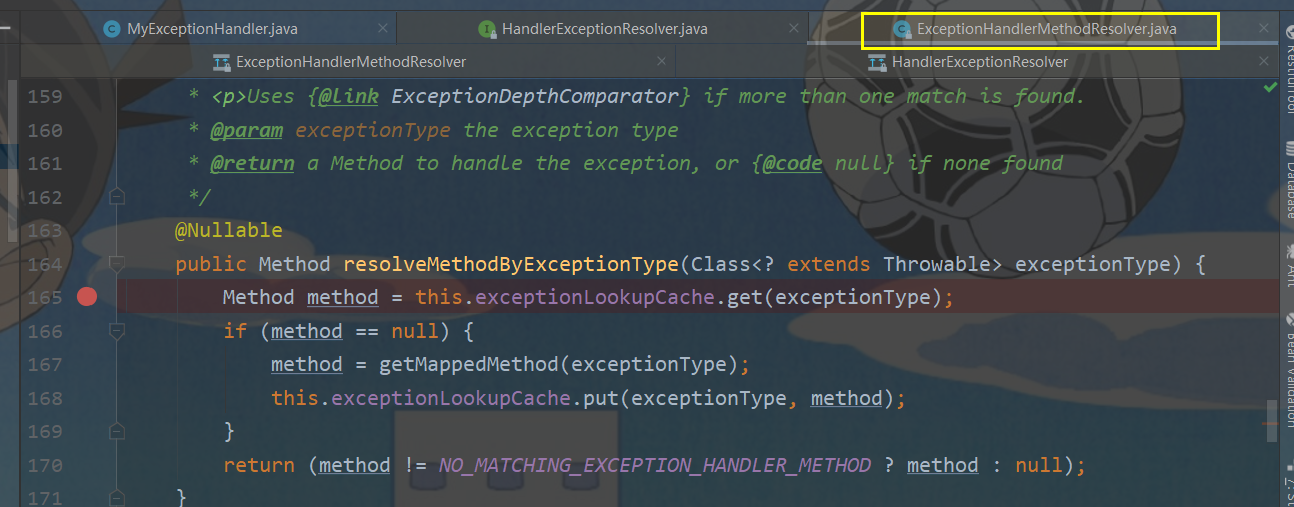 MyExceptionHandler.java
HandlerExceptionResolver.java
ExceptionHandlerMethodResolver.java
ExceptionHandlerMethodResolver
HandlerExceptionResolver
159 * <p>Uses {@link ExceptionDepthComparator} if more than one match is found.
160 * @param exceptionType the exception type
161 * @return a Method to handle the exception, or {@code null} if none found
162 */
163 @Nullable
164 public Method resolveMethodByExceptionType(Class<? extends Throwable> exceptionType) {
165 Method method = this.exceptionLookupCache.get(exceptionType);
166 if (method == null) {
167 method = getMappedMethod(exceptionType);
168 this.exceptionLookupCache.put(exceptionType, method);
169 }
170 return (method != NO_MATCHING_EXCEPTION_HANDLER_METHOD ? method : null);
171 }
Database
Ant
Bean Validation